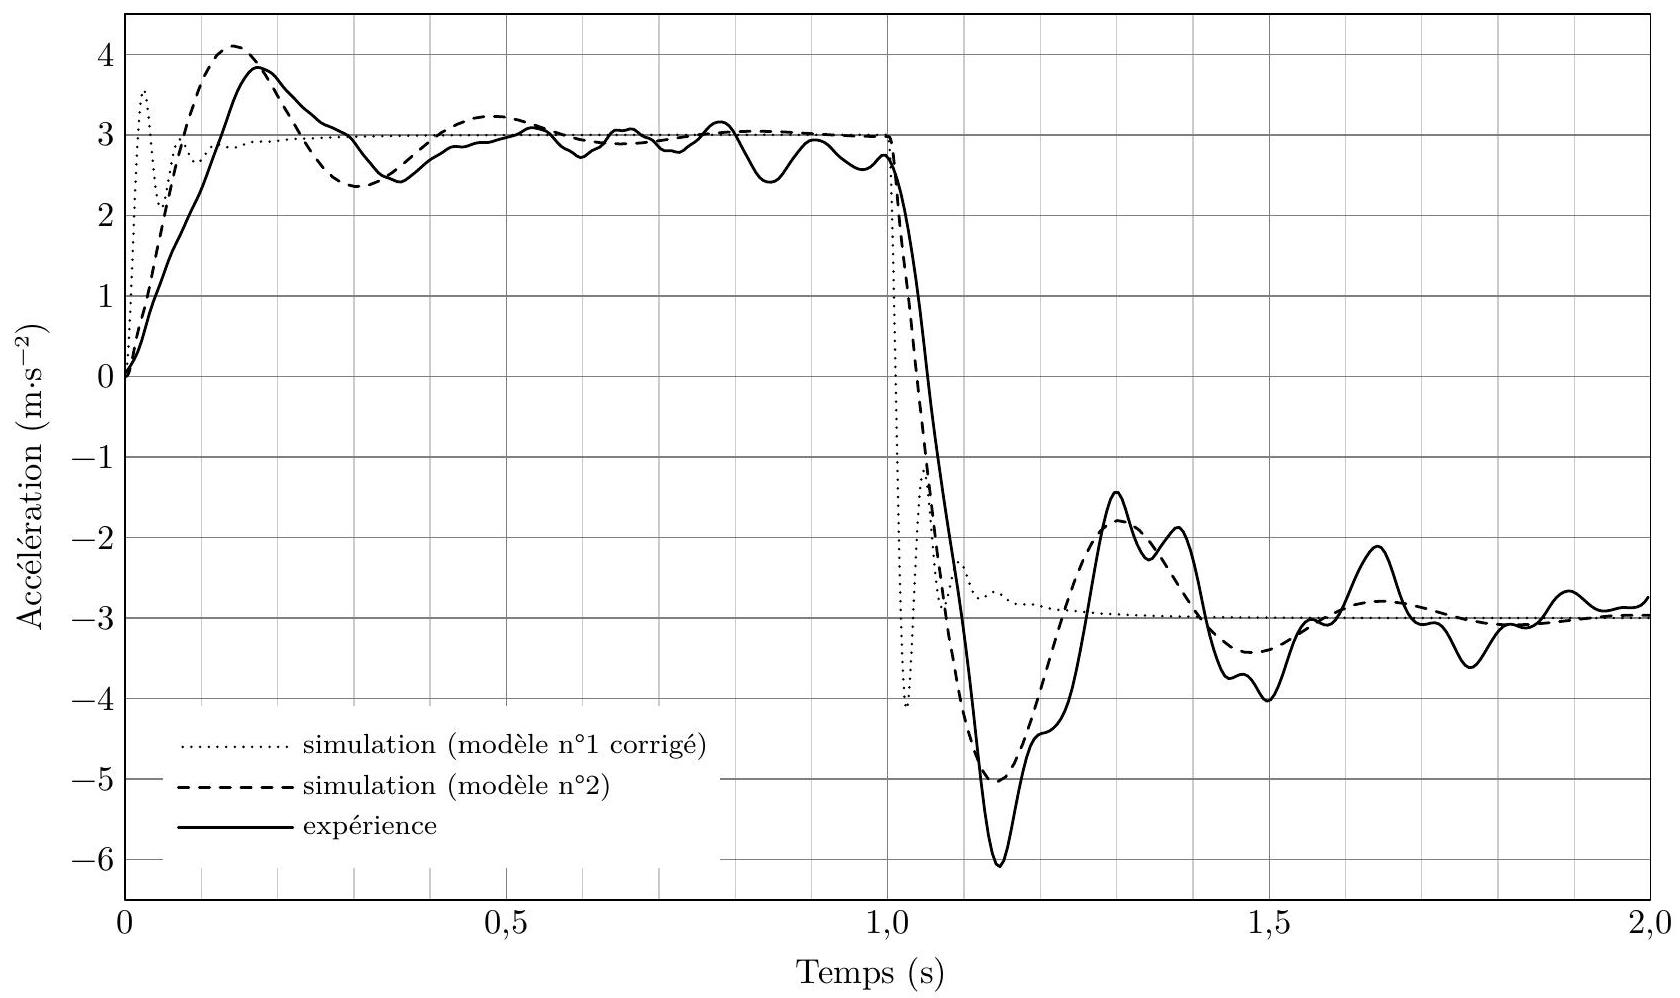 4
3
2
1
0
−1
−2
−3
−4
−5
−6
Accélération (m·s⁻²)
simulation (modèle n°1 corrigé)
simulation (modèle n°2)
expérience
0 0,5 1,0 1,5 2,0
Temps (s)